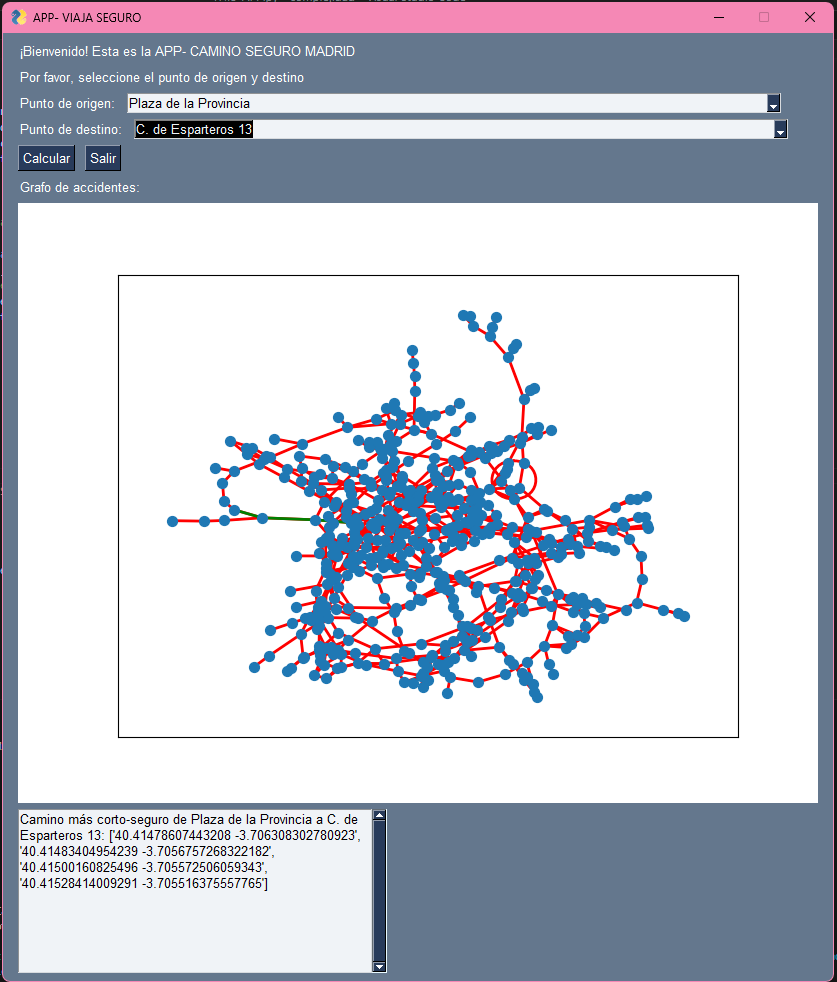 APP- VIAJA SEGURO
¡Bienvenido! Esta es la APP- CAMINO SEGURO MADRID
Por favor, seleccione el punto de origen y destino
Punto de origen: Plaza de la Provincia
Punto de destino: C. de Esparteros 13
Calcular Salir
Grafo de accidentes:
Camino más corto-seguro de Plaza de la Provincia a C. de
Esparteros 13: ['40.41478607443208 -3.706308302780923',
'40.41483404954239 -3.7056757268322182',
'40.41500160825496 -3.705572506059343',
'40.41528414009291 -3.705516375557765']